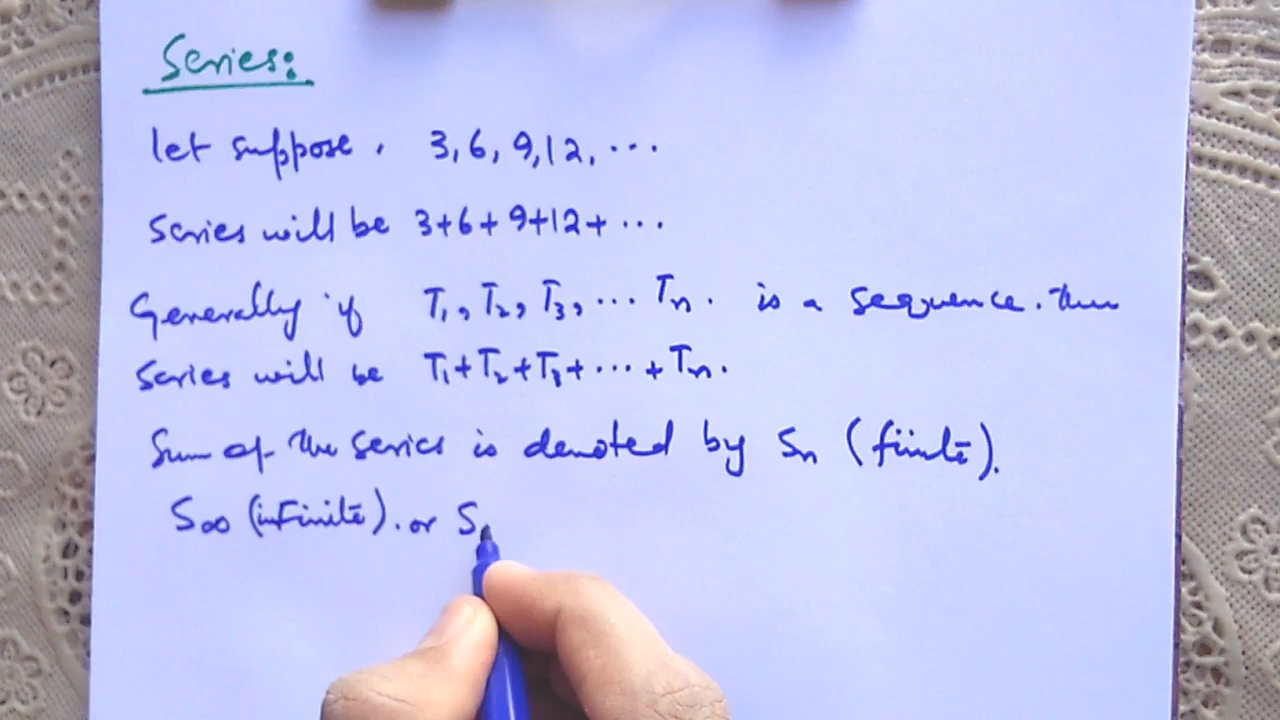 Series:
let suppose, 3, 6, 9, 12, ...
series will be 3+6+9+12+ ...
Generally if T₁, T₂, T₃, ... Tₙ. is a sequence. then
series will be T₁+T₂+T₃+ ... +Tₙ.
Sum of the series is denoted by Sₙ (finite).
S∞ (infinite). or S